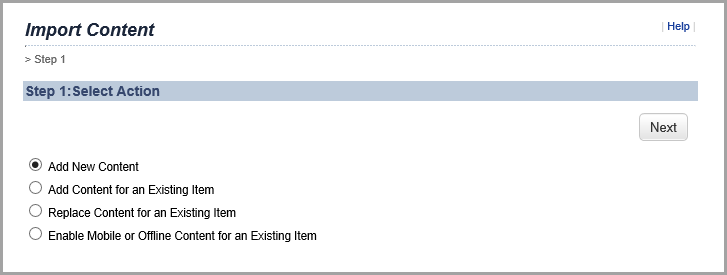 Import Content
| Help |
> Step 1
Step 1:Select Action
Next
Add New Content
Add Content for an Existing Item
Replace Content for an Existing Item
Enable Mobile or Offline Content for an Existing Item